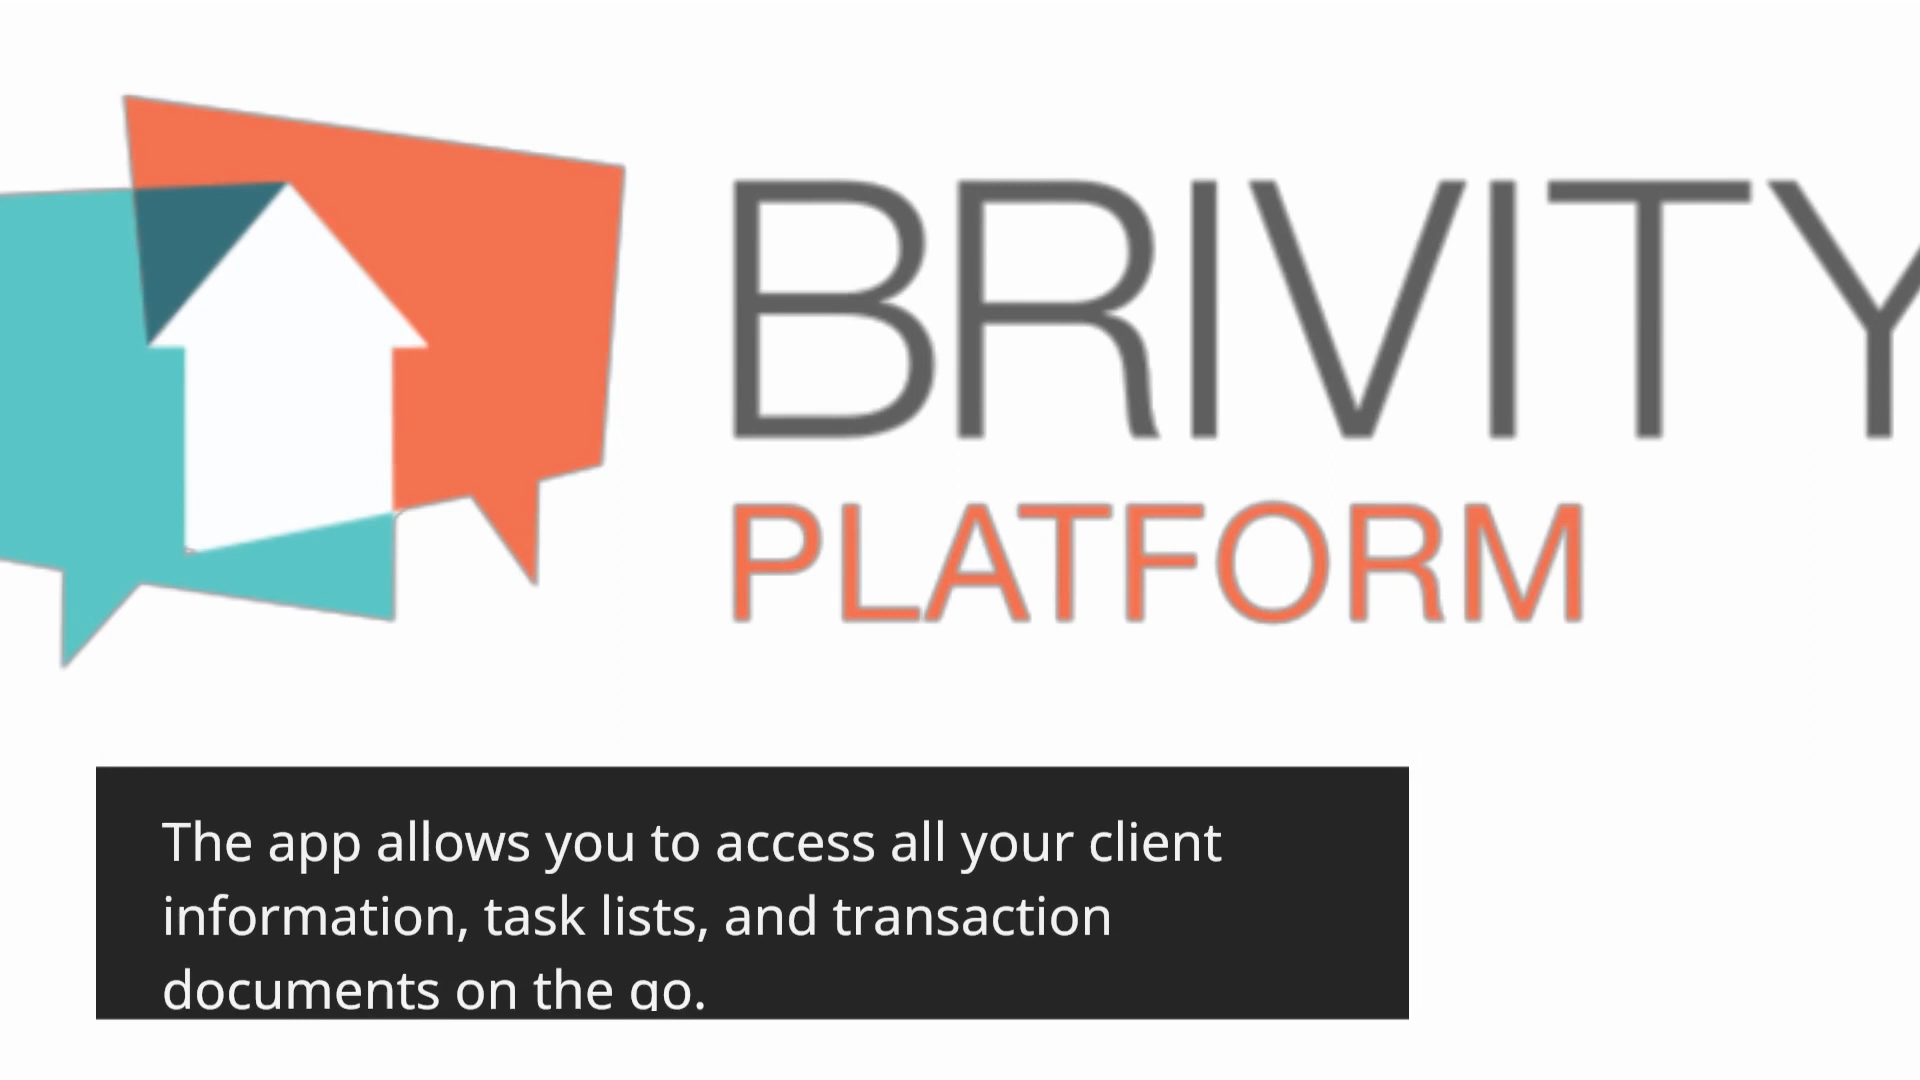 BRIVITY
PLATFORM
The app allows you to access all your client
information, task lists, and transaction
documents on the go.